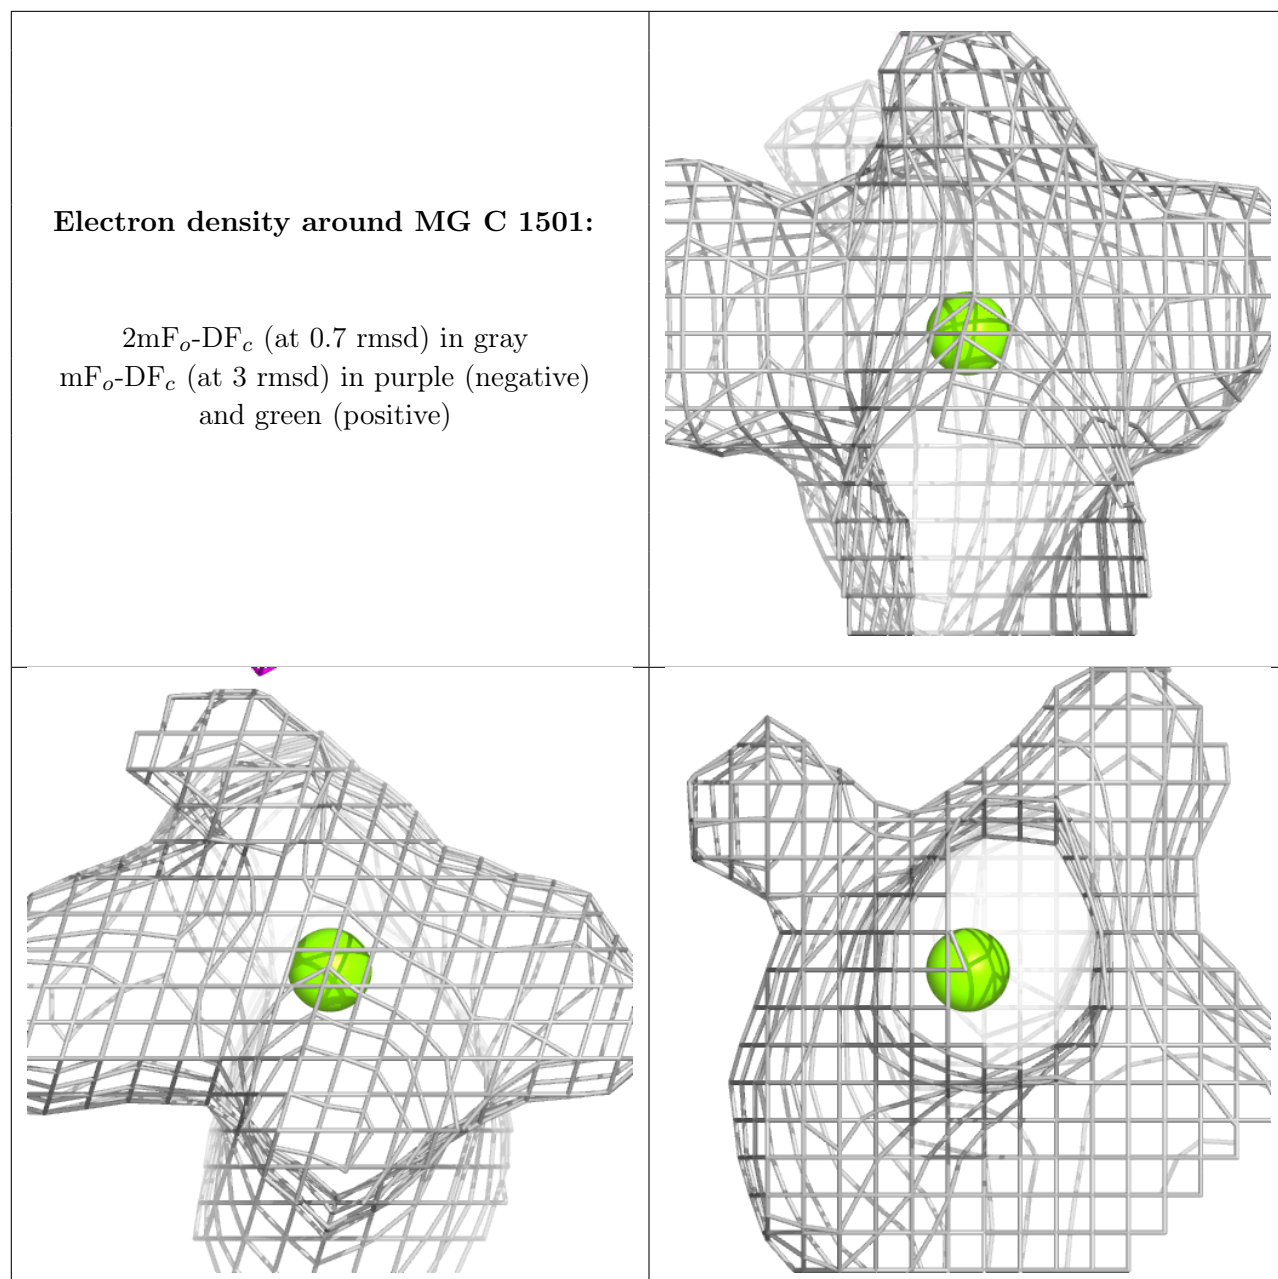 Electron density around MG C 1501:
2mFo-DFc (at 0.7 rmsd) in gray
mFo-DFc (at 3 rmsd) in purple (negative)
and green (positive)